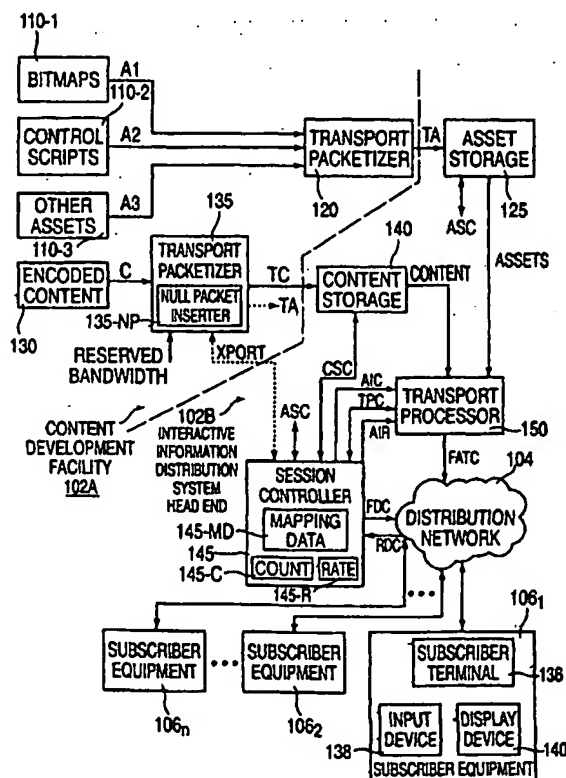 110-1
BITMAPS
A1
110-2
CONTROL
SCRIPTS
A2
OTHER
ASSETS
A3
110-3
TRANSPORT
PACKETIZER
120
TA
ASSET
STORAGE
125
ASC
ASSETS
ENCODED
CONTENT
130
C
135
TRANSPORT
PACKETIZER
NULL PACKET
INSERTER
135-NP
TC
TA
RESERVED
BANDWIDTH
XPORT
140
CONTENT
STORAGE
CONTENT
CSC
AIC
TPC
AIR
TRANSPORT
PROCESSOR
150
FATC
CONTENT
DEVELOPMENT
FACILITY
102A
102B
INTERACTIVE
INFORMATION
DISTRIBUTION
SYSTEM
HEAD END
ASC
SESSION
CONTROLLER
MAPPING
DATA
145-MD
145
COUNT
RATE
145-C
145-R
FDC
RDC
104
DISTRIBUTION
NETWORK
SUBSCRIBER
EQUIPMENT
106n
SUBSCRIBER
EQUIPMENT
1062
1061
SUBSCRIBER
TERMINAL
136
INPUT
DEVICE
138
DISPLAY
DEVICE
140
SUBSCRIBER EQUIPMENT